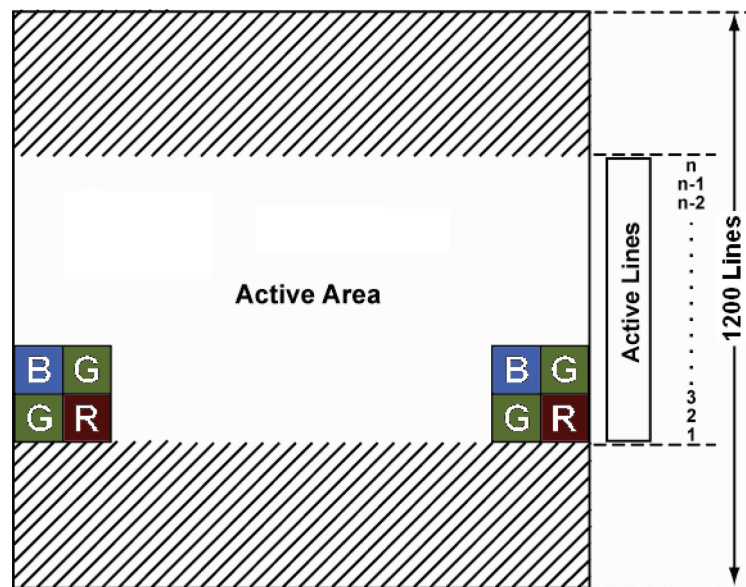 n
n-1
n-2
.
.
.
.
.
.
.
.
.
.
3
2
1
Active Lines
1200 Lines
Active Area
B G
G R
B G
G R